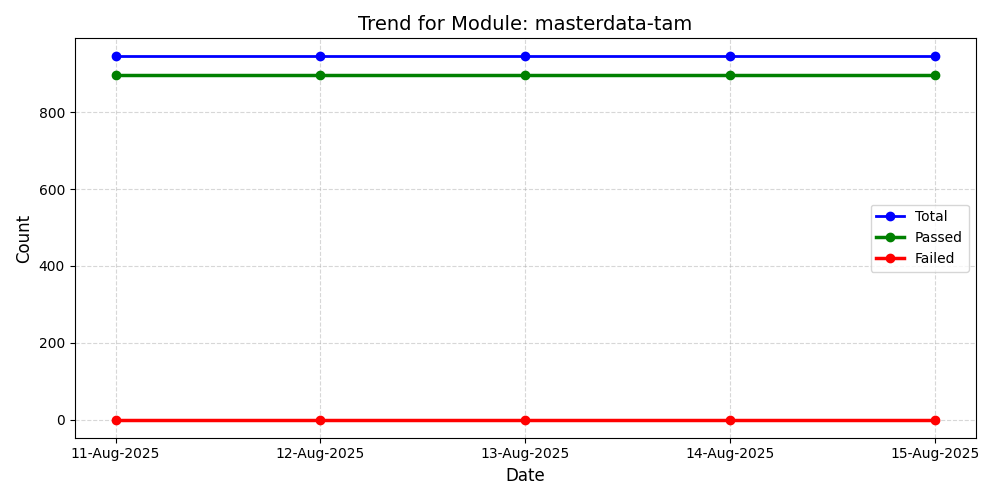 Trend for Module: masterdata-tam
Count
800
600
400
200
0
Total
Passed
Failed
11-Aug-2025
12-Aug-2025
13-Aug-2025
14-Aug-2025
15-Aug-2025
Date